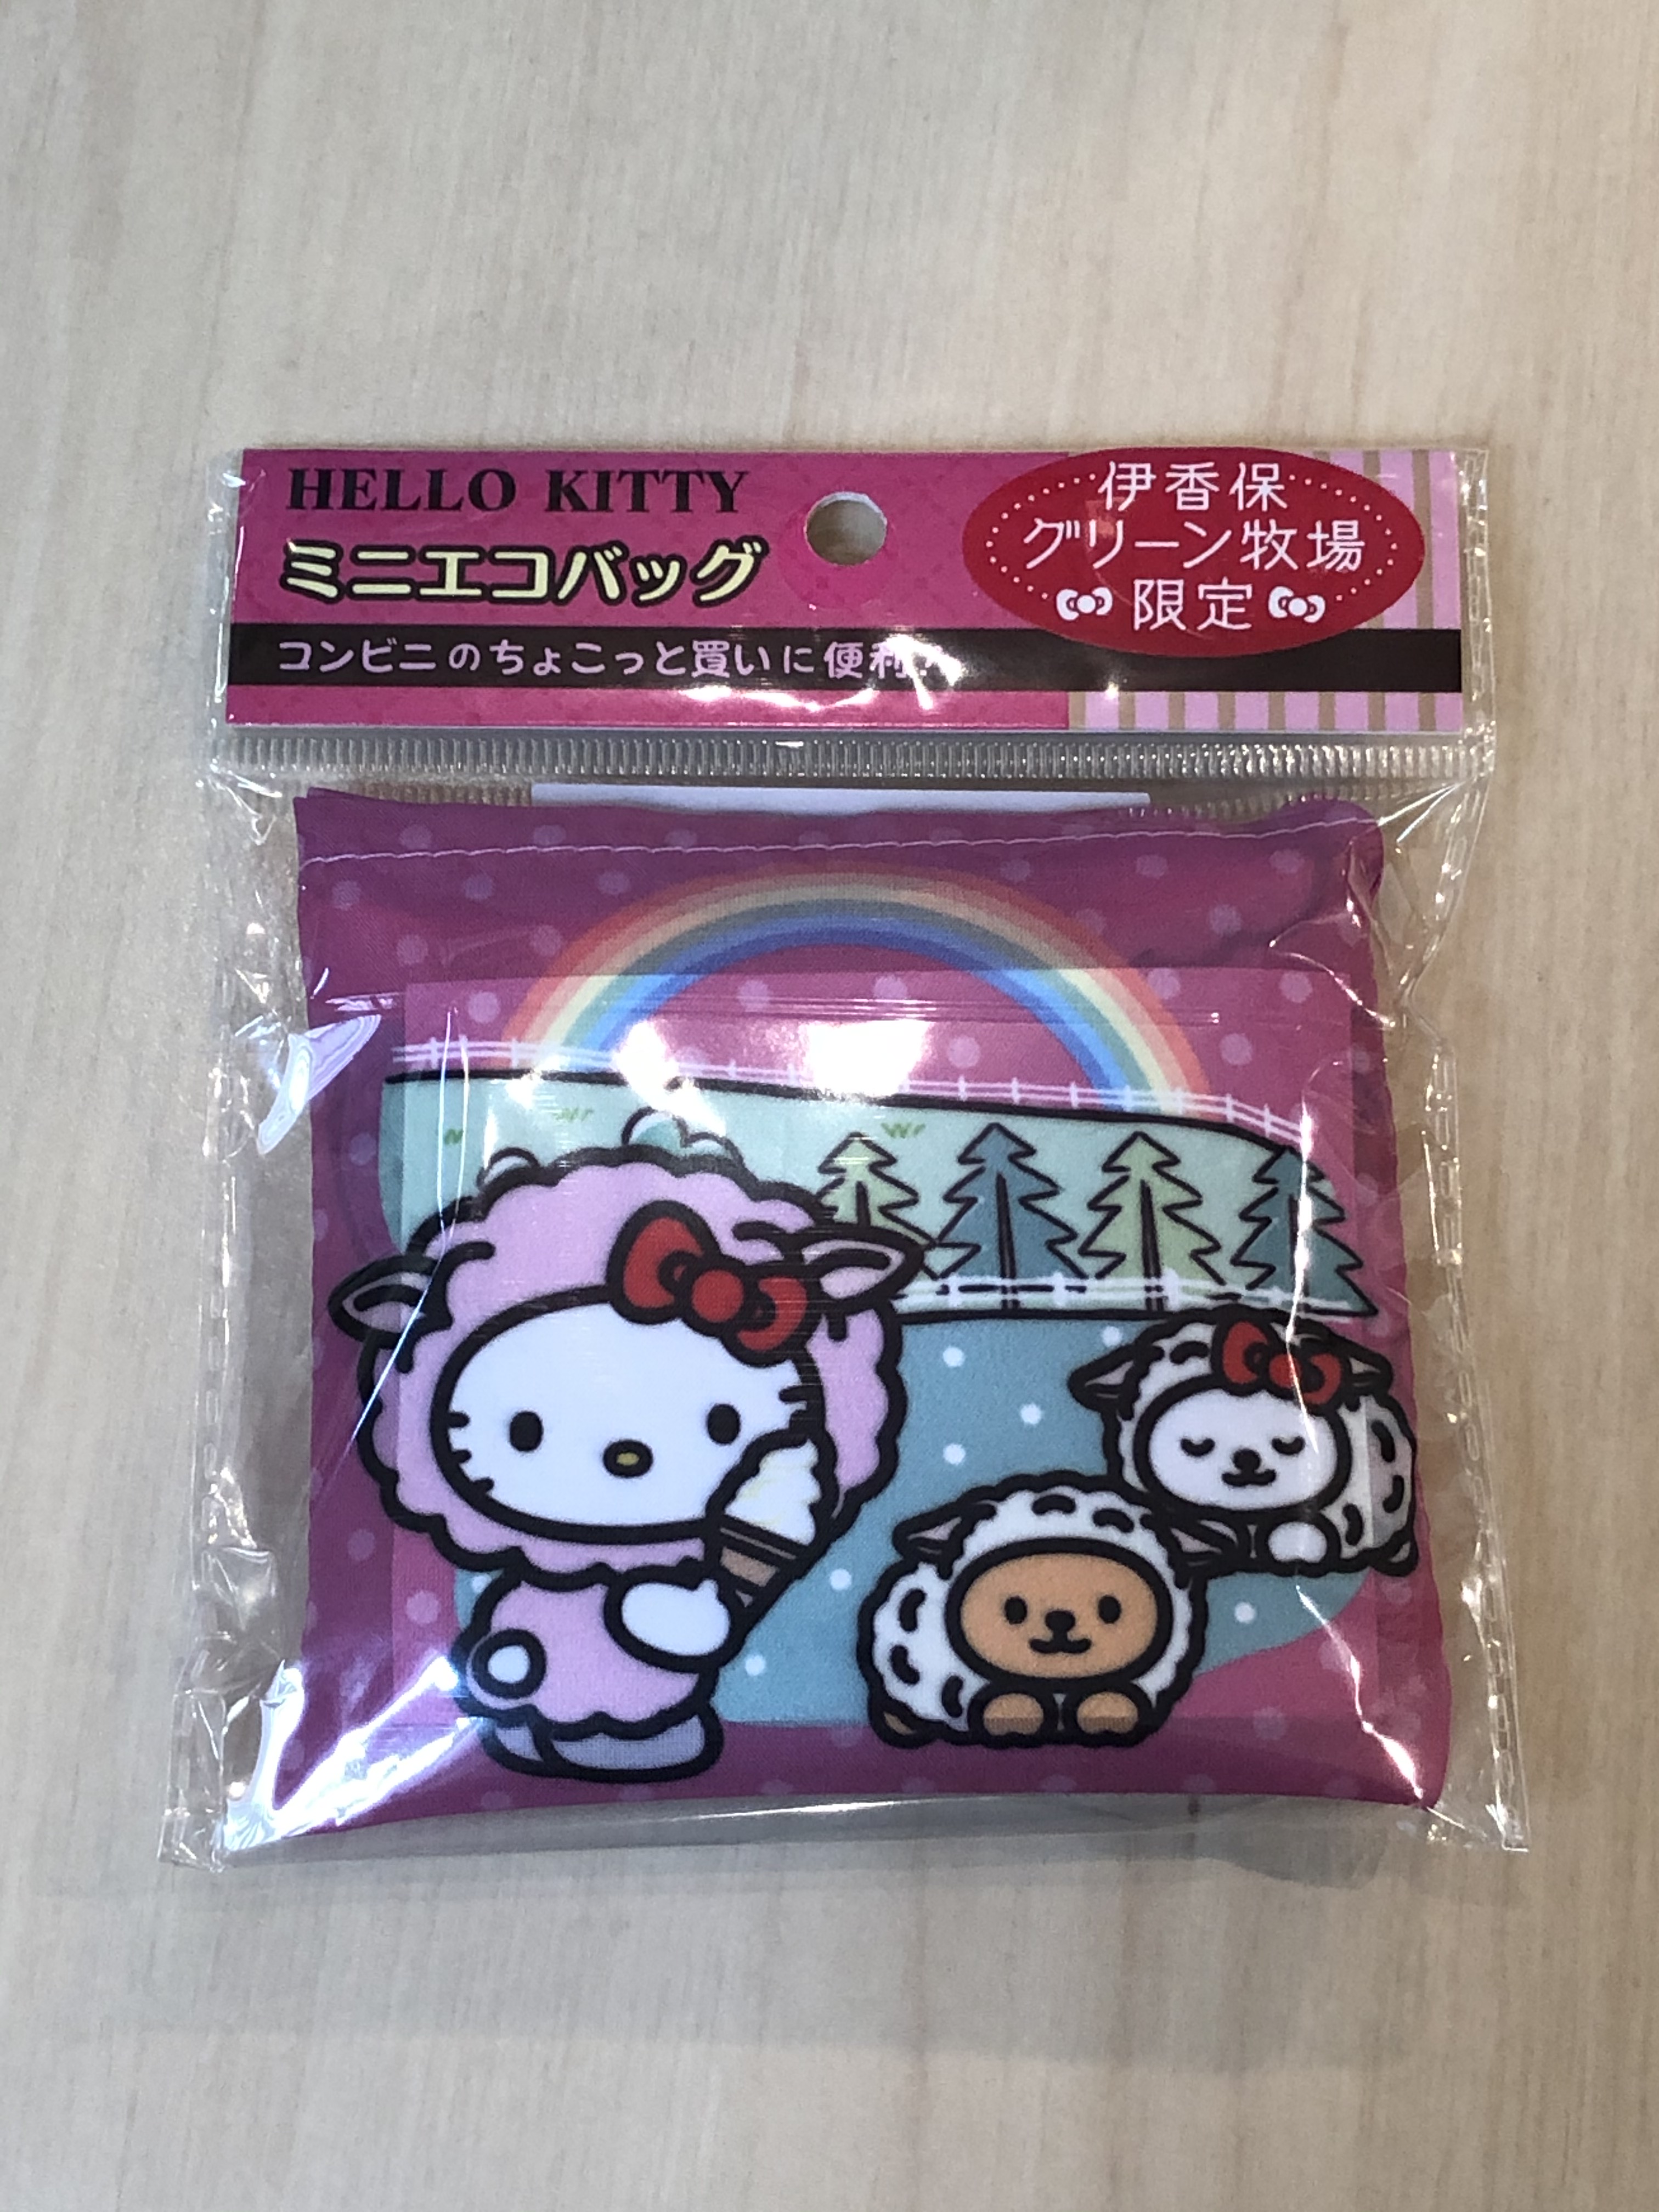 HELLO KITTY
ミニエコバッグ
コンビニのちょこっと買いに便利!
伊香保
グリーン牧場
限定